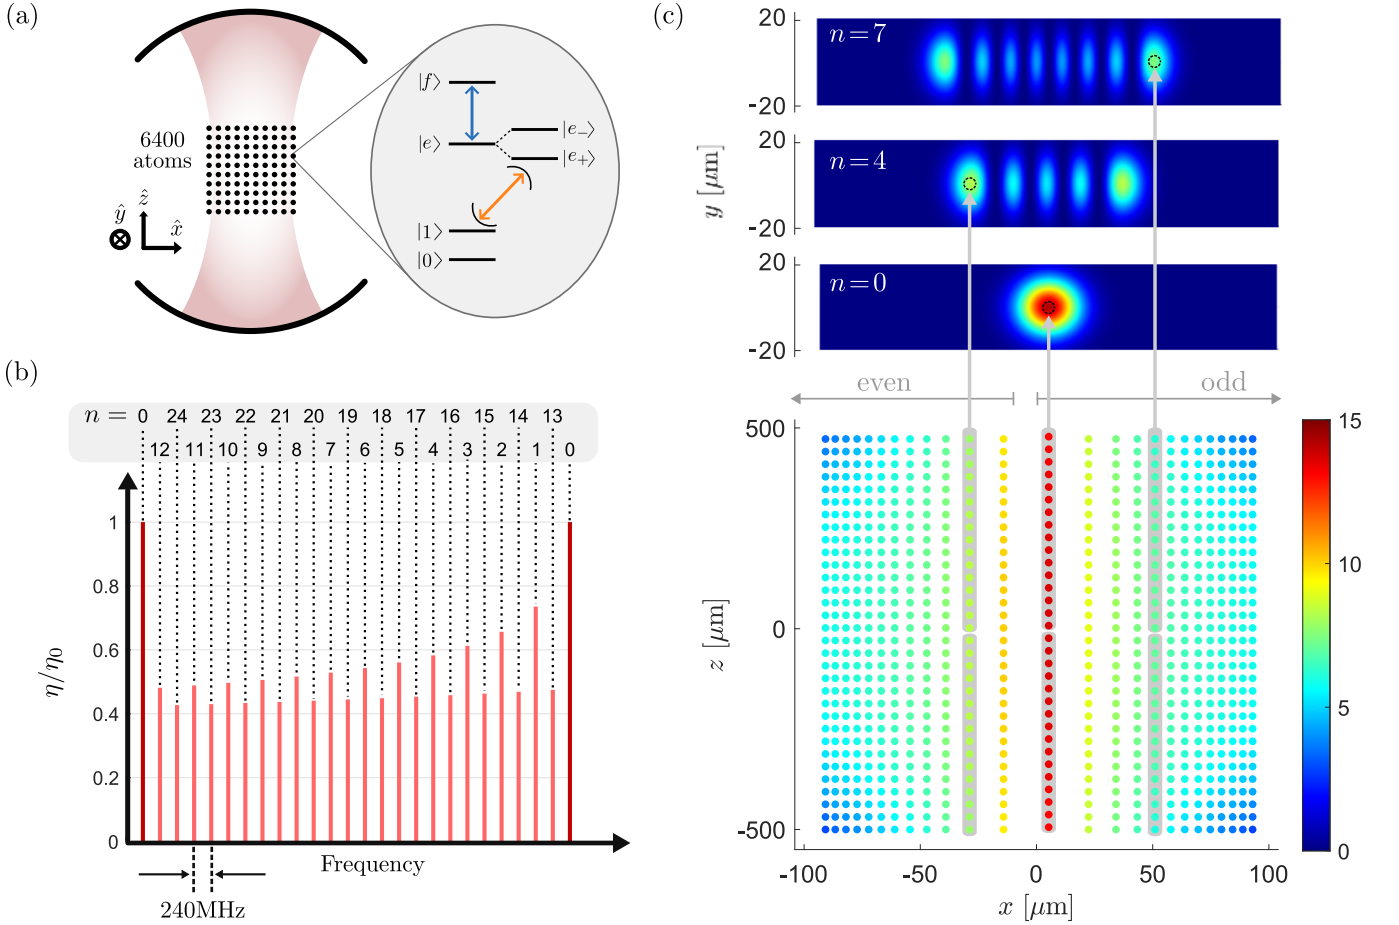 (a)
6400
atoms
ẑ
ŷ
x̂
|f⟩
|e⟩
|e₋⟩
|e₊⟩
|1⟩
|0⟩
(b)
n = 0 24 23 22 21 20 19 18 17 16 15 14 13
12 11 10 9 8 7 6 5 4 3 2 1 0
η/η₀
1
0.8
0.6
0.4
0.2
0
Frequency
240MHz
(c)
y [μm]
20
-20
n=7
20
-20
n=4
20
-20
n=0
even
odd
z [μm]
500
0
-500
-100 -50 0 50 100
x [μm]
15
10
5
0